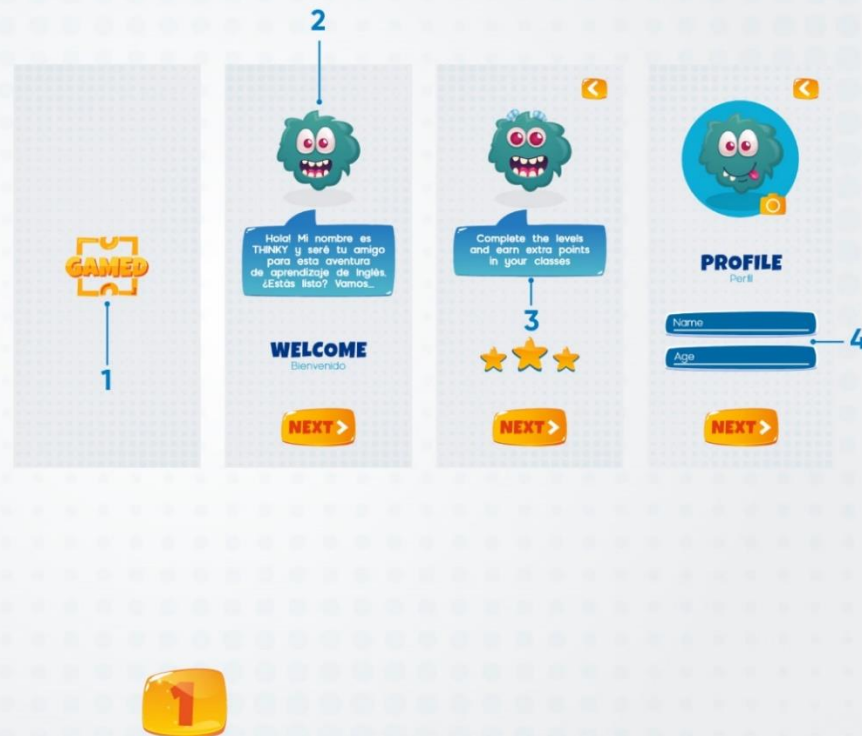 2
GAMED
1
Hola! Mi nombre es
THINKY y seré tu amigo
para esta aventura
de aprendizaje de Inglés.
¿Estás listo? Vamos...
WELCOME
Bienvenido
NEXT
Complete the levels
and earn extra points
in your classes
3
NEXT
PROFILE
Perfil
Name
Age
4
NEXT
1